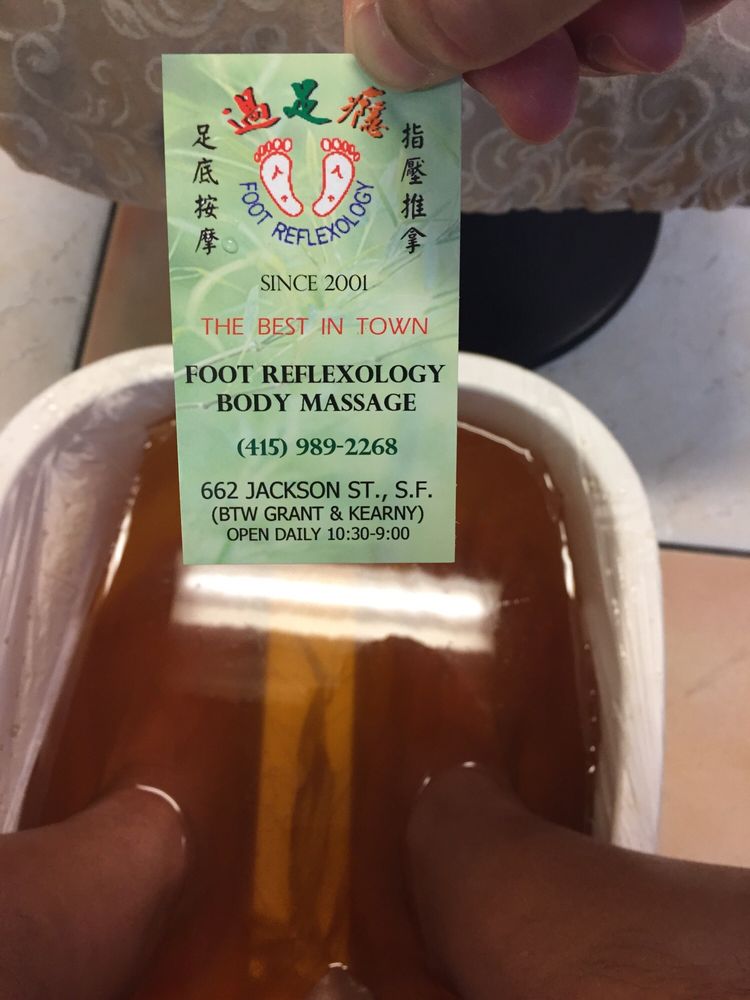 過足癮
足底按摩
指壓推拿
FOOT REFLEXOLOGY
SINCE 2001
THE BEST IN TOWN
FOOT REFLEXOLOGY
BODY MASSAGE
(415) 989-2268
662 JACKSON ST., S.F.
(BTW GRANT & KEARNY)
OPEN DAILY 10:30-9:00